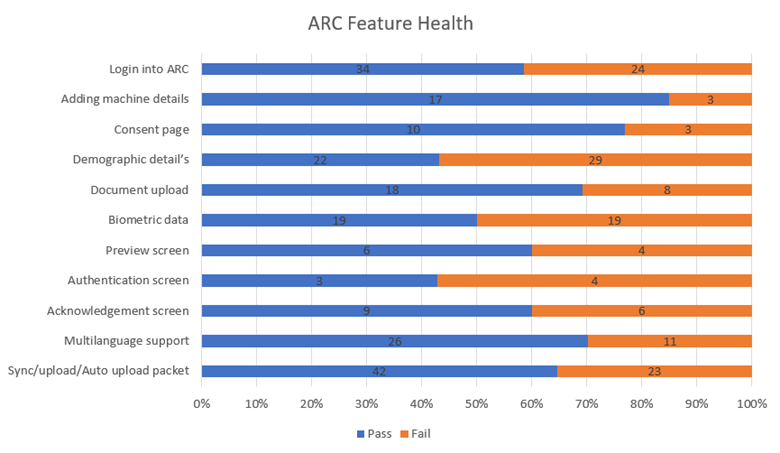 ARC Feature Health
Login into ARC 34 24
Adding machine details 17 3
Consent page 10 3
Demographic detail's 22 29
Document upload 18 8
Biometric data 19 19
Preview screen 6 4
Authentication screen 3 4
Acknowledgement screen 9 6
Multilanguage support 26 11
Sync/upload/Auto upload packet 42 23
0% 10% 20% 30% 40% 50% 60% 70% 80% 90% 100%
Pass Fail